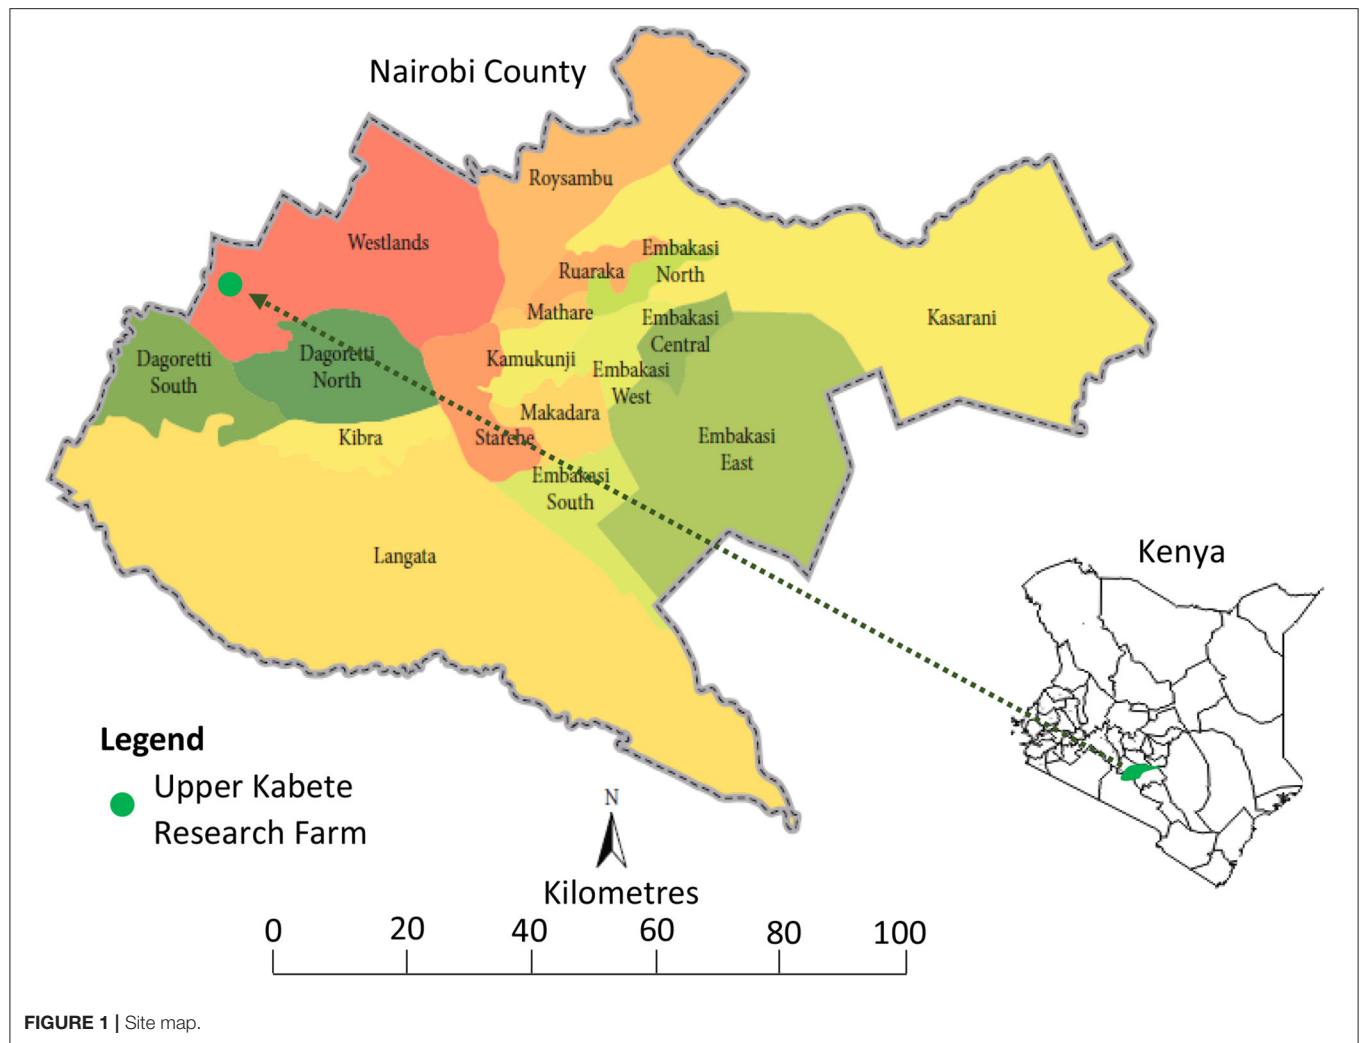 Nairobi County
Roysambu
Westlands
Embakasi
North
Ruaraka
Mathare
Embakasi
Central
Kasarani
Dagoretti
South
Dagoretti
North
Kamukunji
Embakasi
West
Makadara
Kibra
Starehe
Embakasi
East
Embakasi
South
Langata
Kenya
Legend
Upper Kabete
Research Farm
N
Kilometres
0 20 40 60 80 100
FIGURE 1 | Site map.